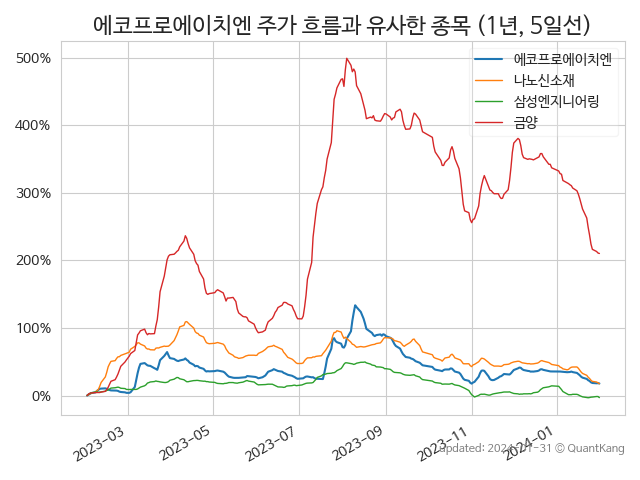 에코프로에이치엔 주가 흐름과 유사한 종목 (1년, 5일선)
에코프로에이치엔
나노신소재
삼성엔지니어링
금양
500%
400%
300%
200%
100%
0%
2023-03
2023-05
2023-07
2023-09
2023-11
2024-01
updated: 2024-01-31 © QuantKang